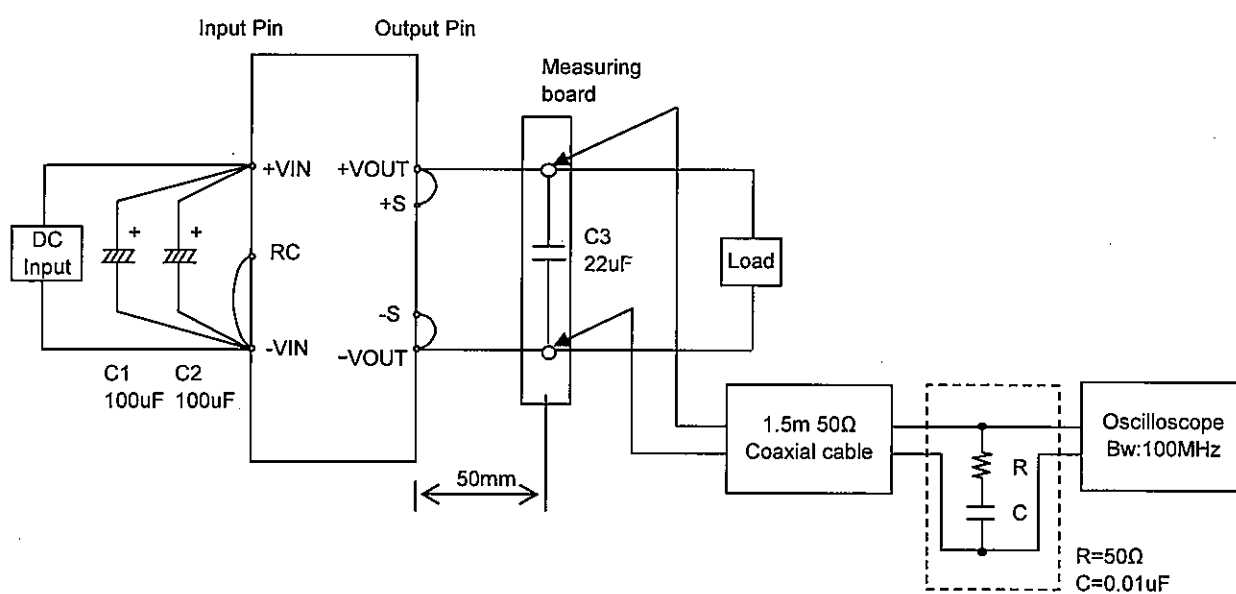 Input Pin
Output Pin
Measuring
board
+VIN
+VOUT
+S
DC
Input
+
+
RC
C3
22uF
Load
-S
-VIN
−VOUT
C1
100uF
C2
100uF
50mm
1.5m 50Ω
Coaxial cable
R
C
Oscilloscope
Bw:100MHz
R=50Ω
C=0.01uF